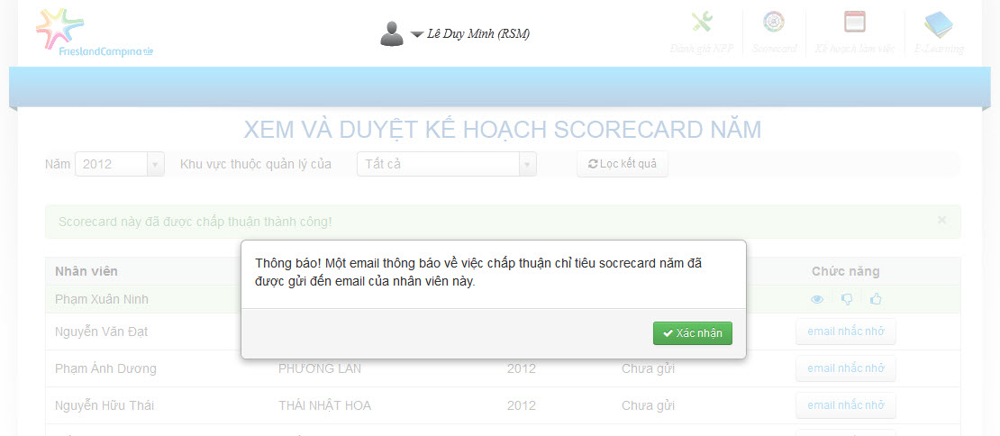 FrieslandCampina
Lê Duy Minh (RSM)
Đánh giá NPP
Scorecard
Kế hoạch làm việc
E-Learning
XEM VÀ DUYỆT KẾ HOẠCH SCORECARD NĂM
Năm 2012 Khu vực thuộc quản lý của Tất cả Lọc kết quả
Scorecard này đã được chấp thuận thành công! ×
Thông báo! Một email thông báo về việc chấp thuận chỉ tiêu socrecard năm đã
được gửi đến email của nhân viên này.
Xác nhận
Nhân viên Chức năng
Phạm Xuân Ninh
Nguyễn Văn Đạt email nhắc nhở
Phạm Ánh Dương PHƯƠNG LAN 2012 Chưa gửi email nhắc nhở
Nguyễn Hữu Thái THÁI NHẬT HOA 2012 Chưa gửi email nhắc nhở